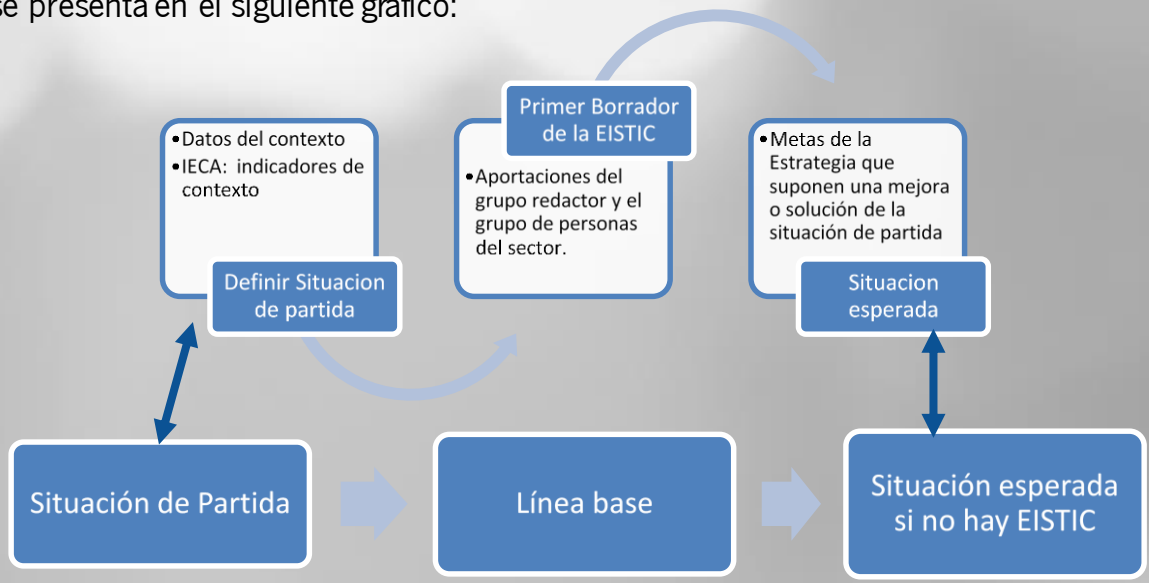 se presenta en el siguiente gráfico:
•Datos del contexto
•IECA: indicadores de
contexto
Definir Situacion
de partida
Primer Borrador
de la EISTIC
•Aportaciones del
grupo redactor y el
grupo de personas
del sector.
•Metas de la
Estrategia que
suponen una mejora
o solución de la
situación de partida
Situacion
esperada
Situación de Partida
Línea base
Situación esperada
si no hay EISTIC